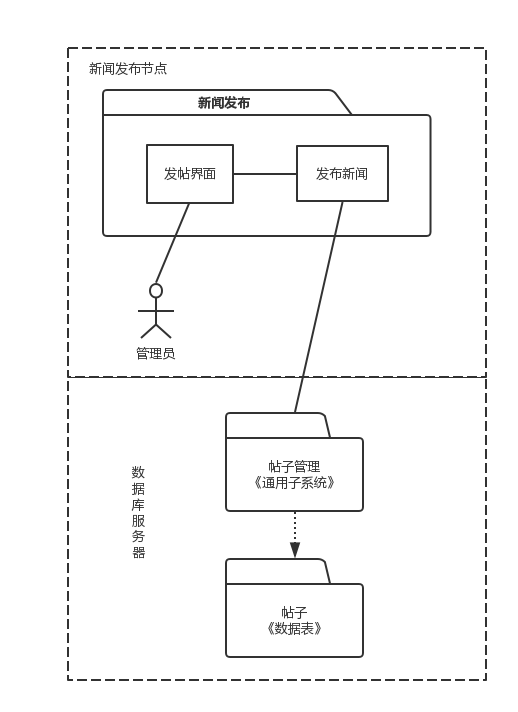 新闻发布节点
新闻发布
发帖界面
发布新闻
管理员
帖子管理
《通用子系统》
数
据
库
服
务
器
帖子
《数据表》